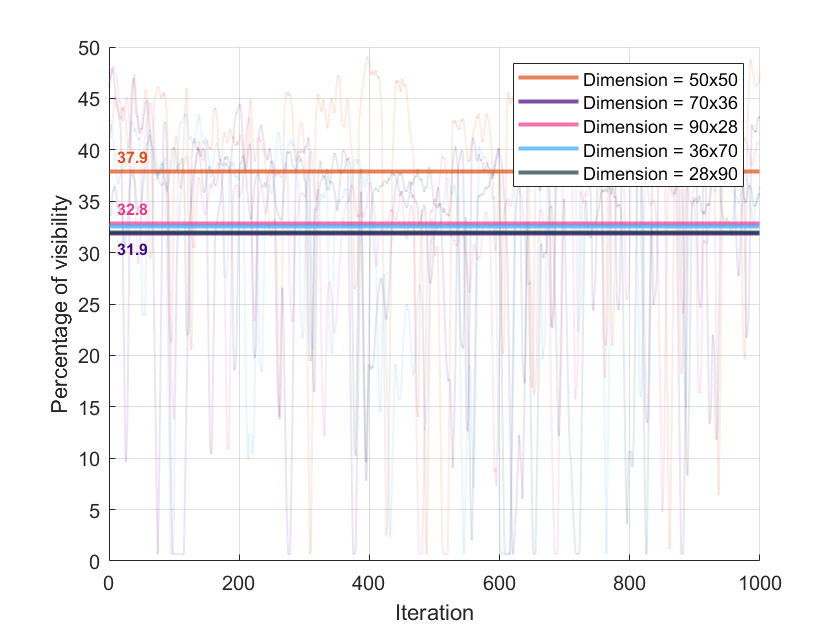 50
45
40
35
30
25
20
15
10
5
0
0 200 400 600 800 1000
Percentage of visibility
Iteration
37.9
32.8
31.9
Dimension = 50x50
Dimension = 70x36
Dimension = 90x28
Dimension = 36x70
Dimension = 28x90